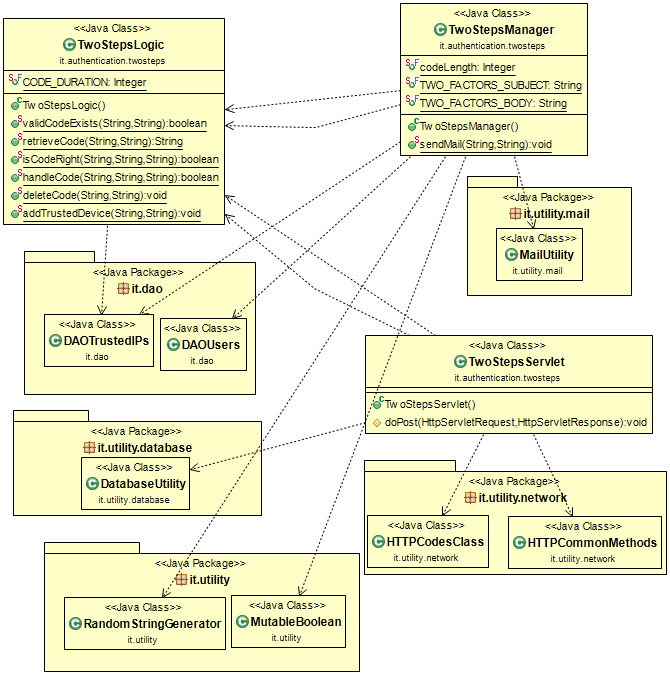 <<Java Class>>
TwoStepsLogic
it.authentication.twosteps
CODE_DURATION: Integer
TwoStepsLogic()
validCodeExists(String,String):boolean
retrieveCode(String,String):String
isCodeRight(String,String,String):boolean
handleCode(String,String,String):boolean
deleteCode(String,String):void
addTrustedDevice(String,String):void
<<Java Class>>
TwoStepsManager
it.authentication.twosteps
codeLength: Integer
TWO_FACTORS_SUBJECT: String
TWO_FACTORS_BODY: String
TwoStepsManager()
sendMail(String,String):void
<<Java Package>>
it.utility.mail
<<Java Class>>
MailUtility
it.utility.mail
<<Java Package>>
it.dao
<<Java Class>>
DAOTrustedIPs
it.dao
<<Java Class>>
DAOUsers
it.dao
<<Java Class>>
TwoStepsServlet
it.authentication.twosteps
TwoStepsServlet()
doPost(HttpServletRequest,HttpServletResponse):void
<<Java Package>>
it.utility.database
<<Java Class>>
DatabaseUtility
it.utility.database
<<Java Package>>
it.utility.network
<<Java Class>>
HTTPCodesClass
it.utility.network
<<Java Class>>
HTTPCommonMethods
it.utility.network
<<Java Package>>
it.utility
<<Java Class>>
RandomStringGenerator
it.utility
<<Java Class>>
MutableBoolean
it.utility